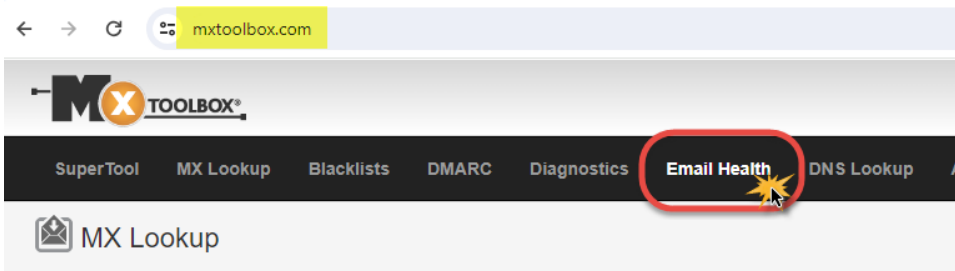 mxtoolbox.com
MX TOOLBOX®
SuperTool MX Lookup Blacklists DMARC Diagnostics Email Health DNS Lookup
MX Lookup